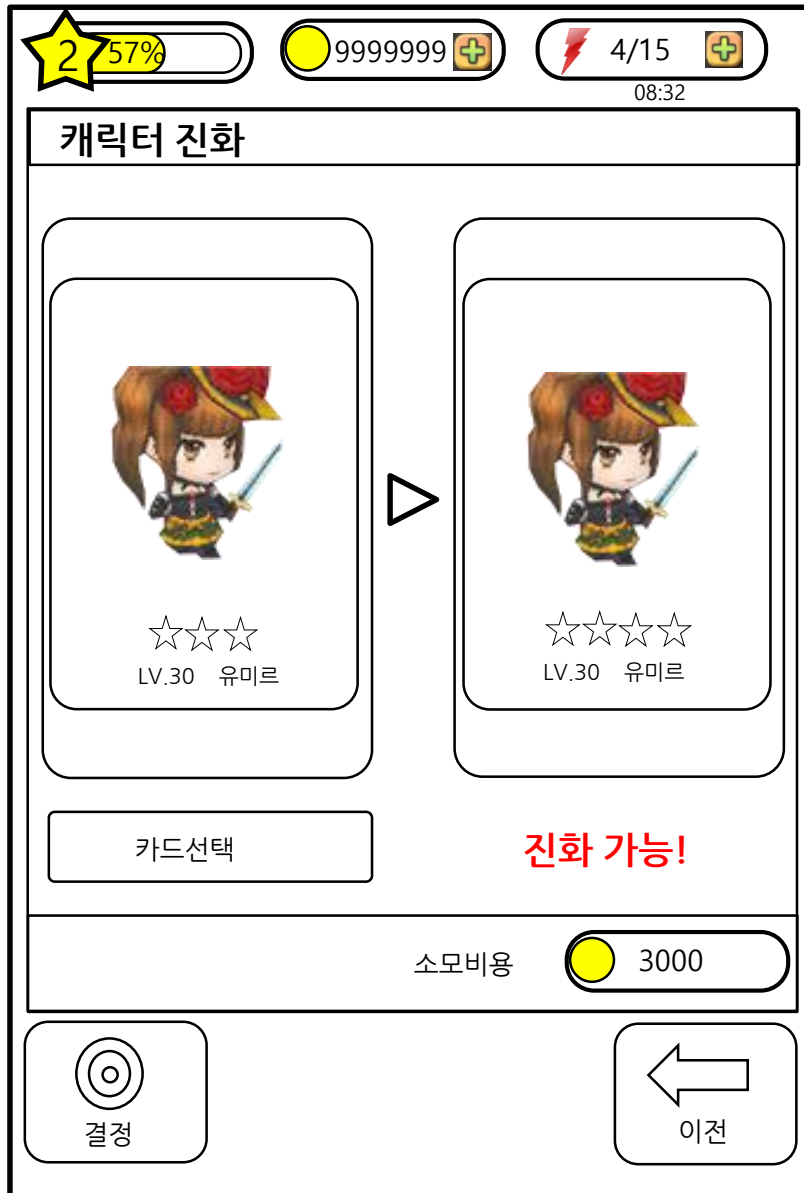 2 57% 9999999 4/15
08:32
캐릭터 진화
☆☆☆ ☆☆☆☆
LV.30 유미르 LV.30 유미르
카드선택 진화 가능!
소모비용 3000
결정 이전